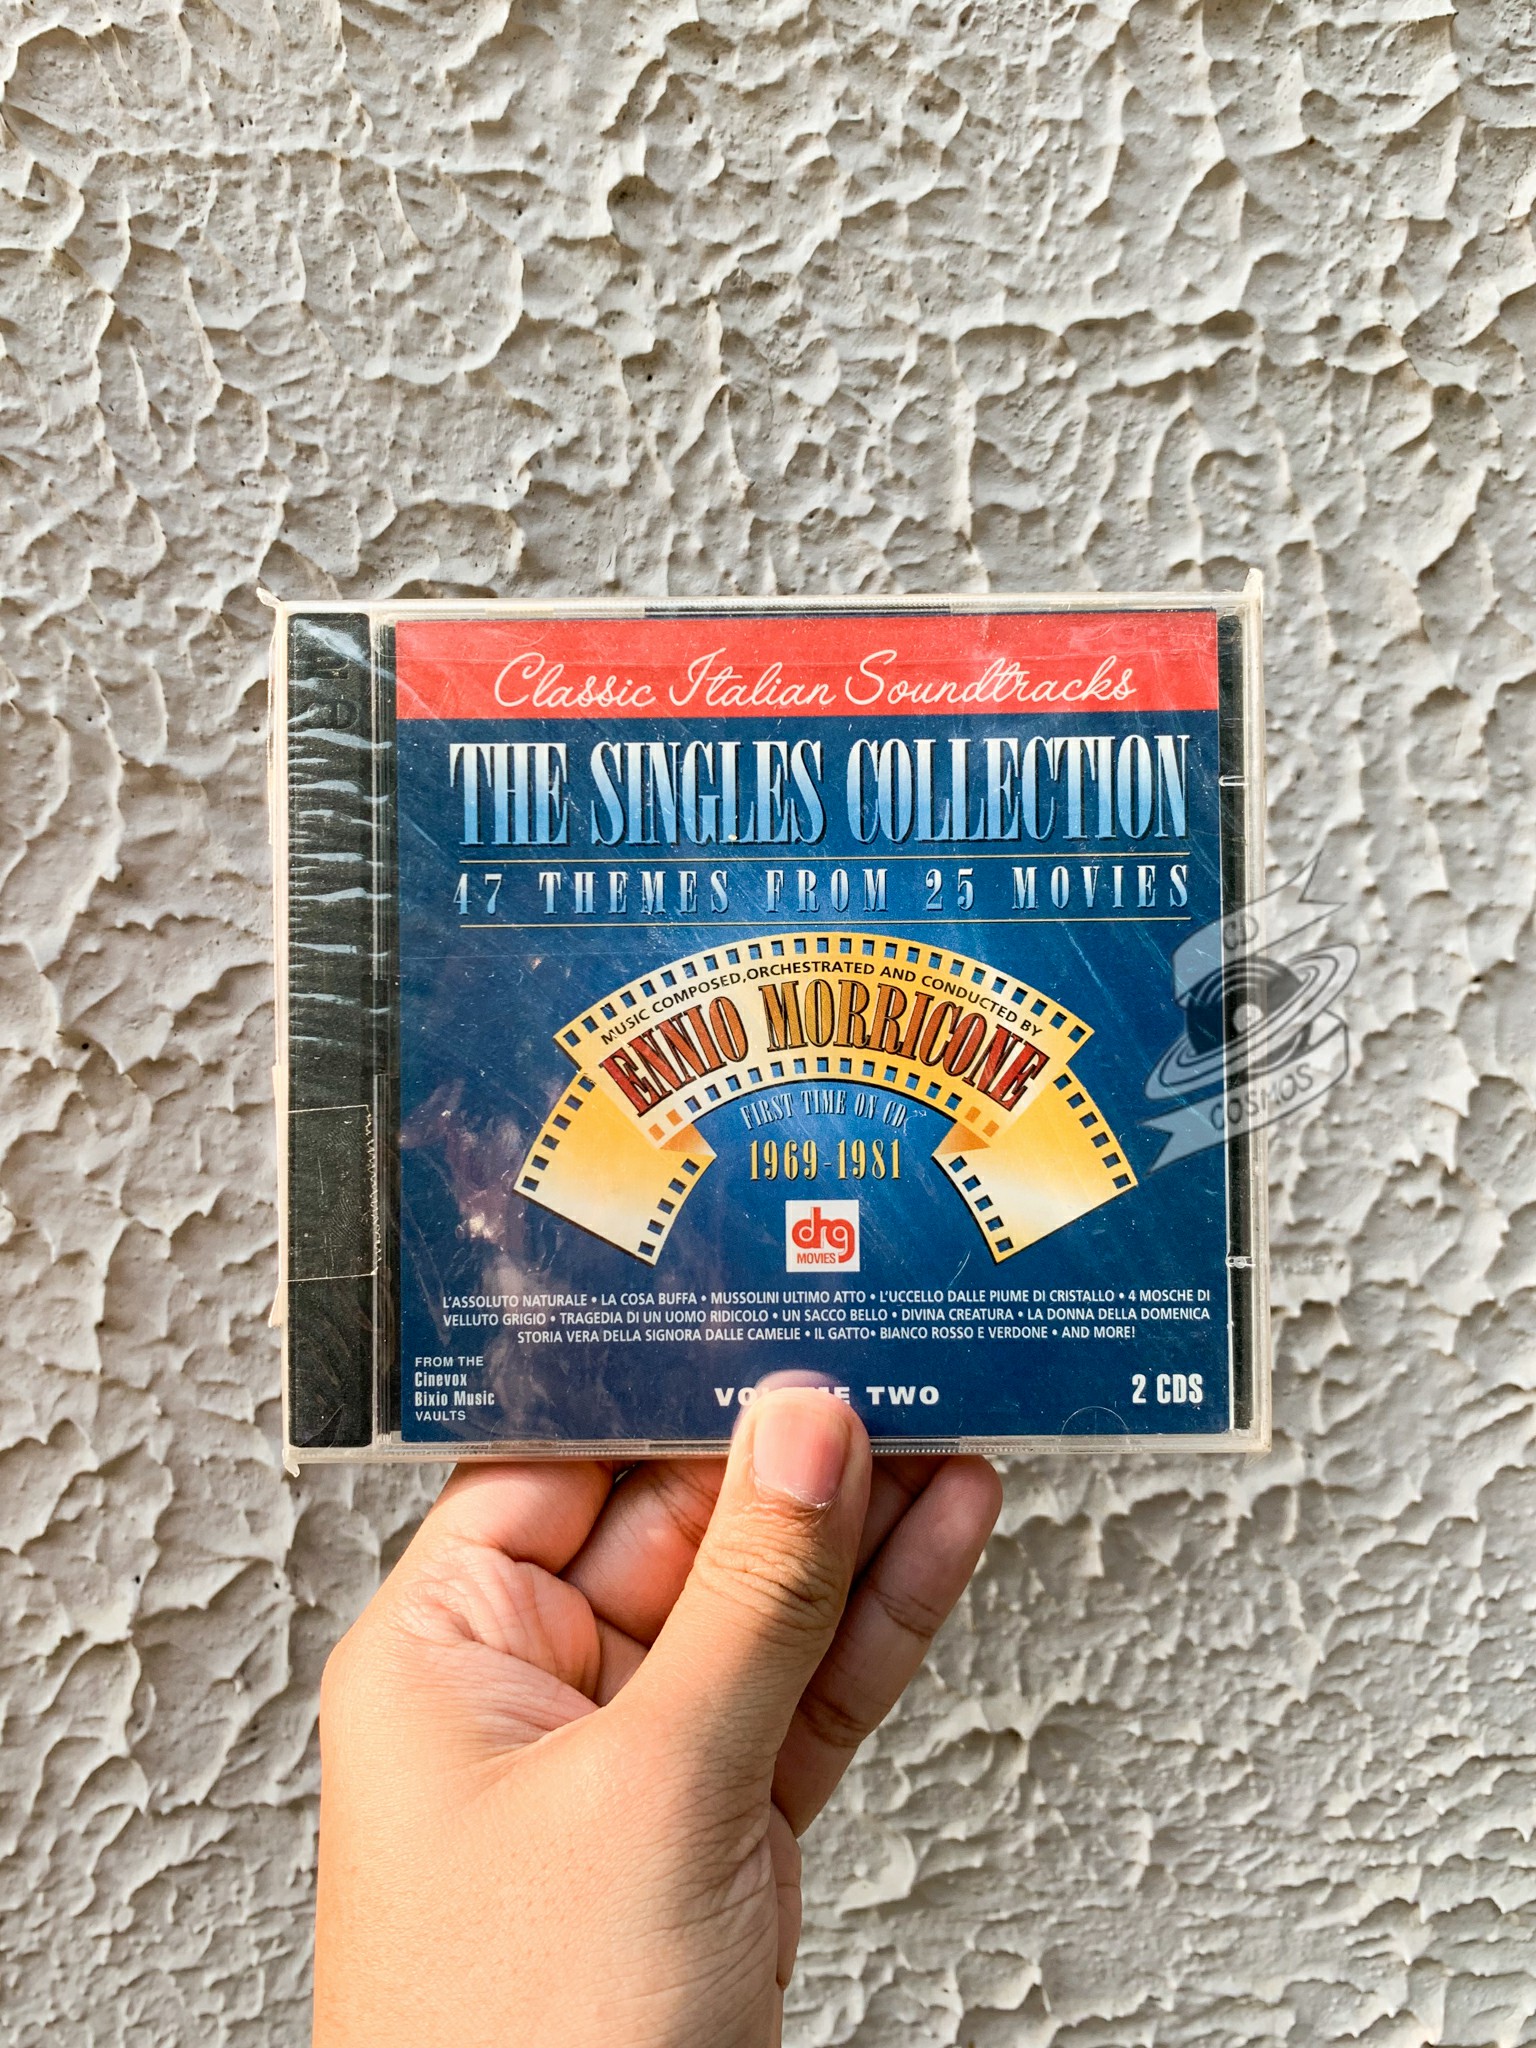 Classic Italian Soundtracks
THE SINGLES COLLECTION
47 THEMES FROM 25 MOVIES
MUSIC COMPOSED, ORCHESTRATED AND CONDUCTED BY
ENNIO MORRICONE
FIRST TIME ON CD
1969-1981
drg
MOVIES
L'ASSOLUTO NATURALE • LA COSA BUFFA • MUSSOLINI ULTIMO ATTO • L'UCCELLO DALLE PIUME DI CRISTALLO • 4 MOSCHE DI
VELLUTO GRIGIO • TRAGEDIA DI UN UOMO RIDICOLO • UN SACCO BELLO • DIVINA CREATURA • LA DONNA DELLA DOMENICA
STORIA VERA DELLA SIGNORA DALLE CAMELIE • IL GATTO • BIANCO ROSSO E VERDONE • AND MORE!
FROM THE
Cinevox
Bixio Music
VAULTS
TWO
2 CDS
CD
COSMOS